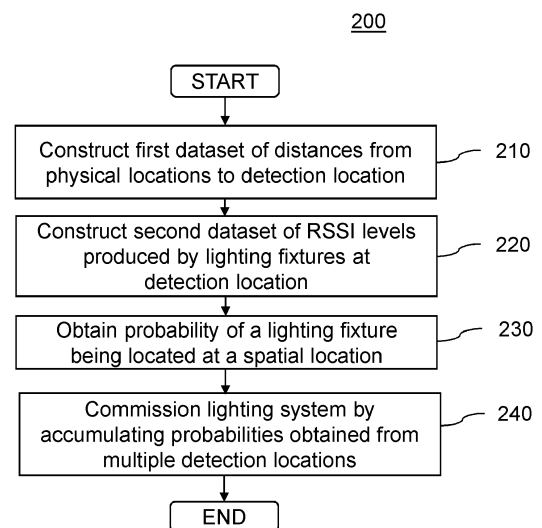 200
START
Construct first dataset of distances from
physical locations to detection location
210
Construct second dataset of RSSI levels
produced by lighting fixtures at
detection location
220
Obtain probability of a lighting fixture
being located at a spatial location
230
Commission lighting system by
accumulating probabilities obtained from
multiple detection locations
240
END